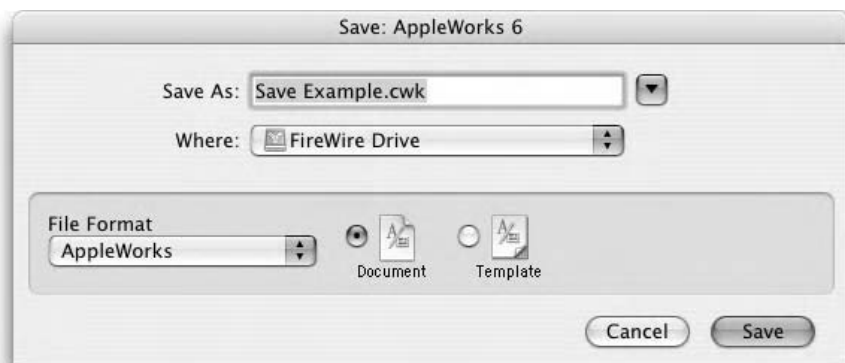 Save: AppleWorks 6
Save As: Save Example.cwk
Where: FireWire Drive
File Format
AppleWorks
Document
Template
Cancel
Save